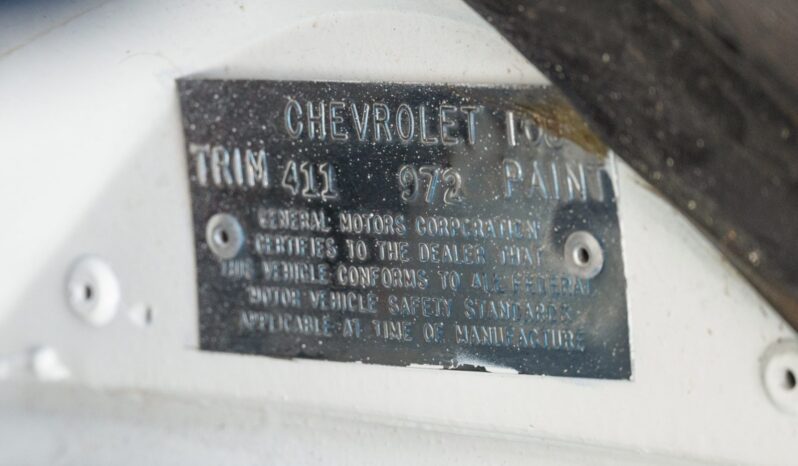 CHEVROLET
TRIM 411 972 PAINT
GENERAL MOTORS CORPORATION
CERTIFIES TO THE DEALER THAT
THIS VEHICLE CONFORMS TO ALL FEDERAL
MOTOR VEHICLE SAFETY STANDARDS
APPLICABLE AT TIME OF MANUFACTURE